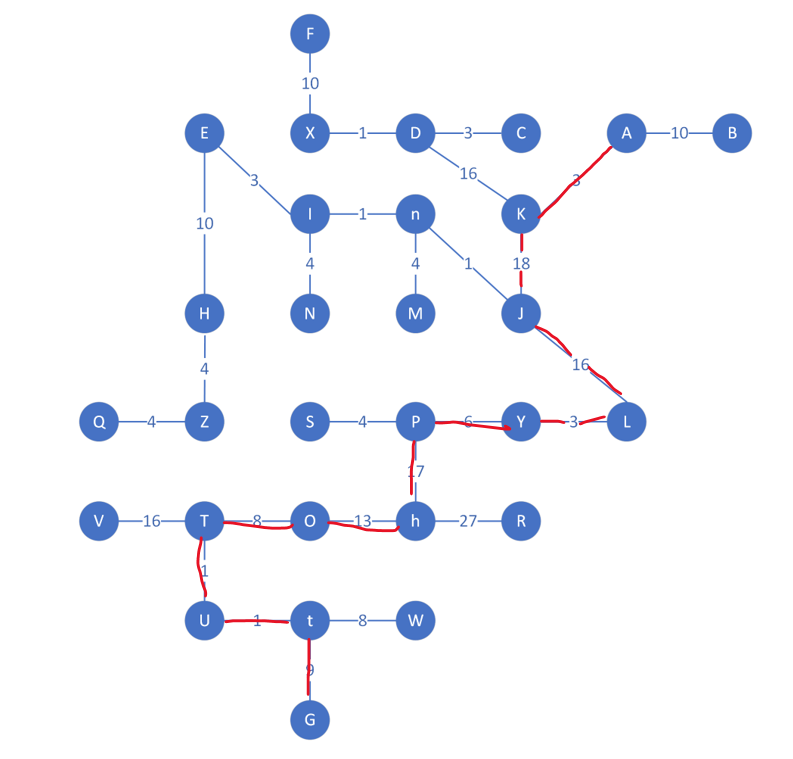 F
10
E X 1 D 3 C A 10 B
3 16 3
I 1 n K
10
4 4 1 18
H N M J
4 16
Q 4 Z S 4 P 6 Y 3 L
17
V 16 T 8 O 13 h 27 R
1
U 1 t 8 W
9
G